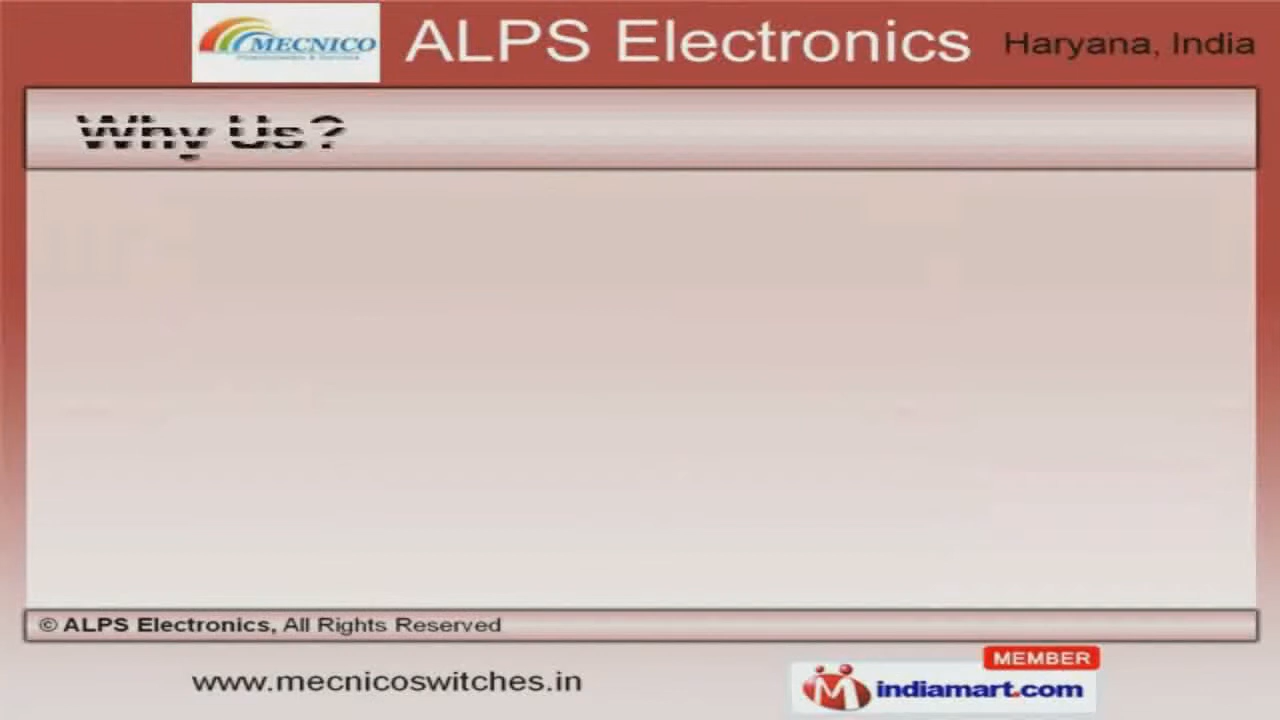 MECNICO
ALPS Electronics
Haryana, India
Why Us?
© ALPS Electronics, All Rights Reserved
www.mecnicoswitches.in
MEMBER
indiamart.com